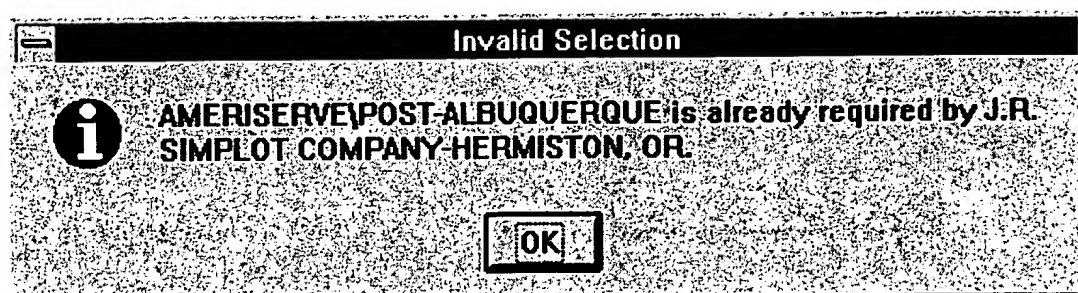 Invalid Selection
AMERISERVE\POST-ALBUQUERQUE is already required by J.R.
SIMPLOT COMPANY-HERMISTON, OR.
OK